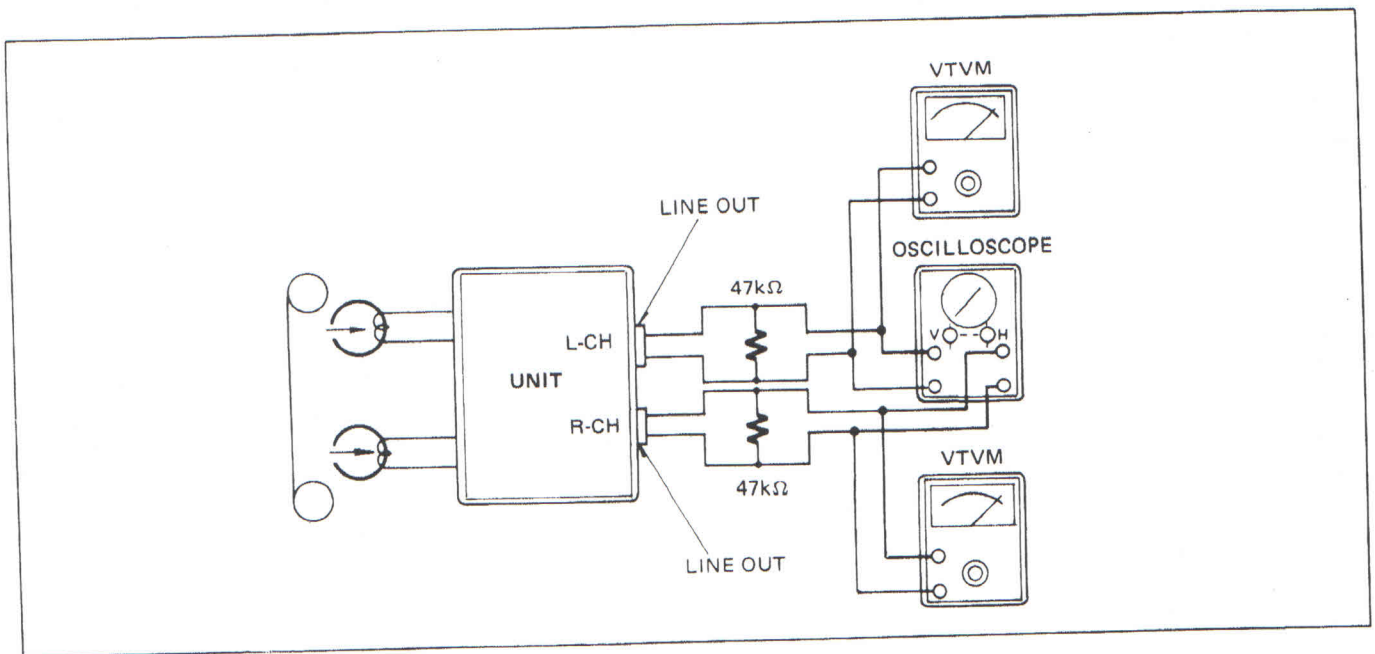 VTVM
LINE OUT
OSCILLOSCOPE
47kΩ
V
H
L-CH
UNIT
R-CH
VTVM
47kΩ
LINE OUT